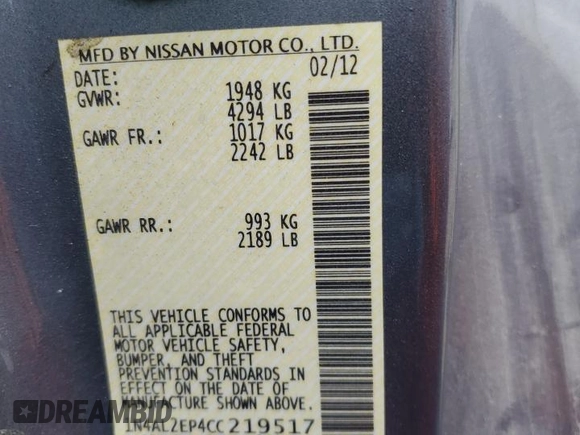 MFD BY NISSAN MOTOR CO., LTD.
DATE: 02/12
GVWR: 1948 KG
4294 LB
GAWR FR.: 1017 KG
2242 LB
GAWR RR.: 993 KG
2189 LB
THIS VEHICLE CONFORMS TO
ALL APPLICABLE FEDERAL
MOTOR VEHICLE SAFETY,
BUMPER, AND THEFT
PREVENTION STANDARDS IN
EFFECT ON THE DATE OF
MANUFACTURE SHOWN ABOVE.
1N4AL2EP4CC219517
DREAMBID